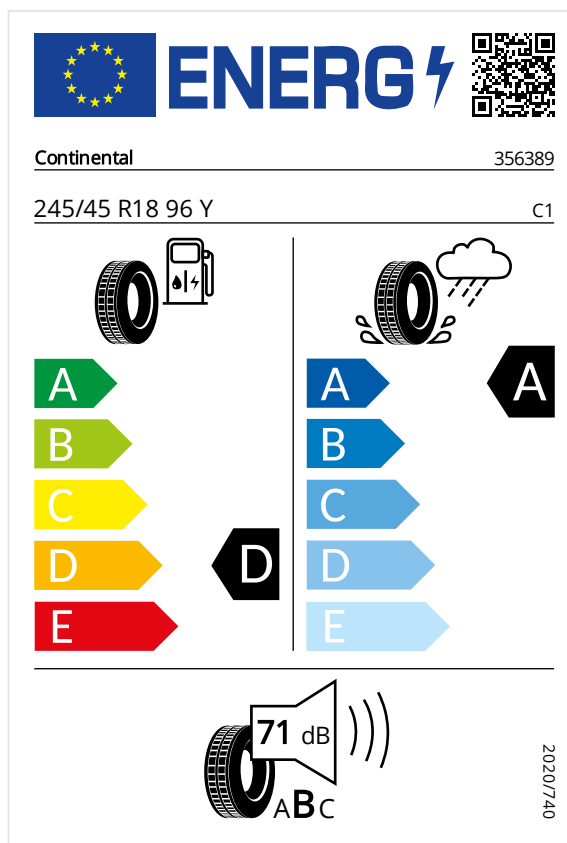 ENERG
Continental 356389
245/45 R18 96 Y C1
A A A
B B
C C
D D D
E E
71 dB
ABC
2020/740